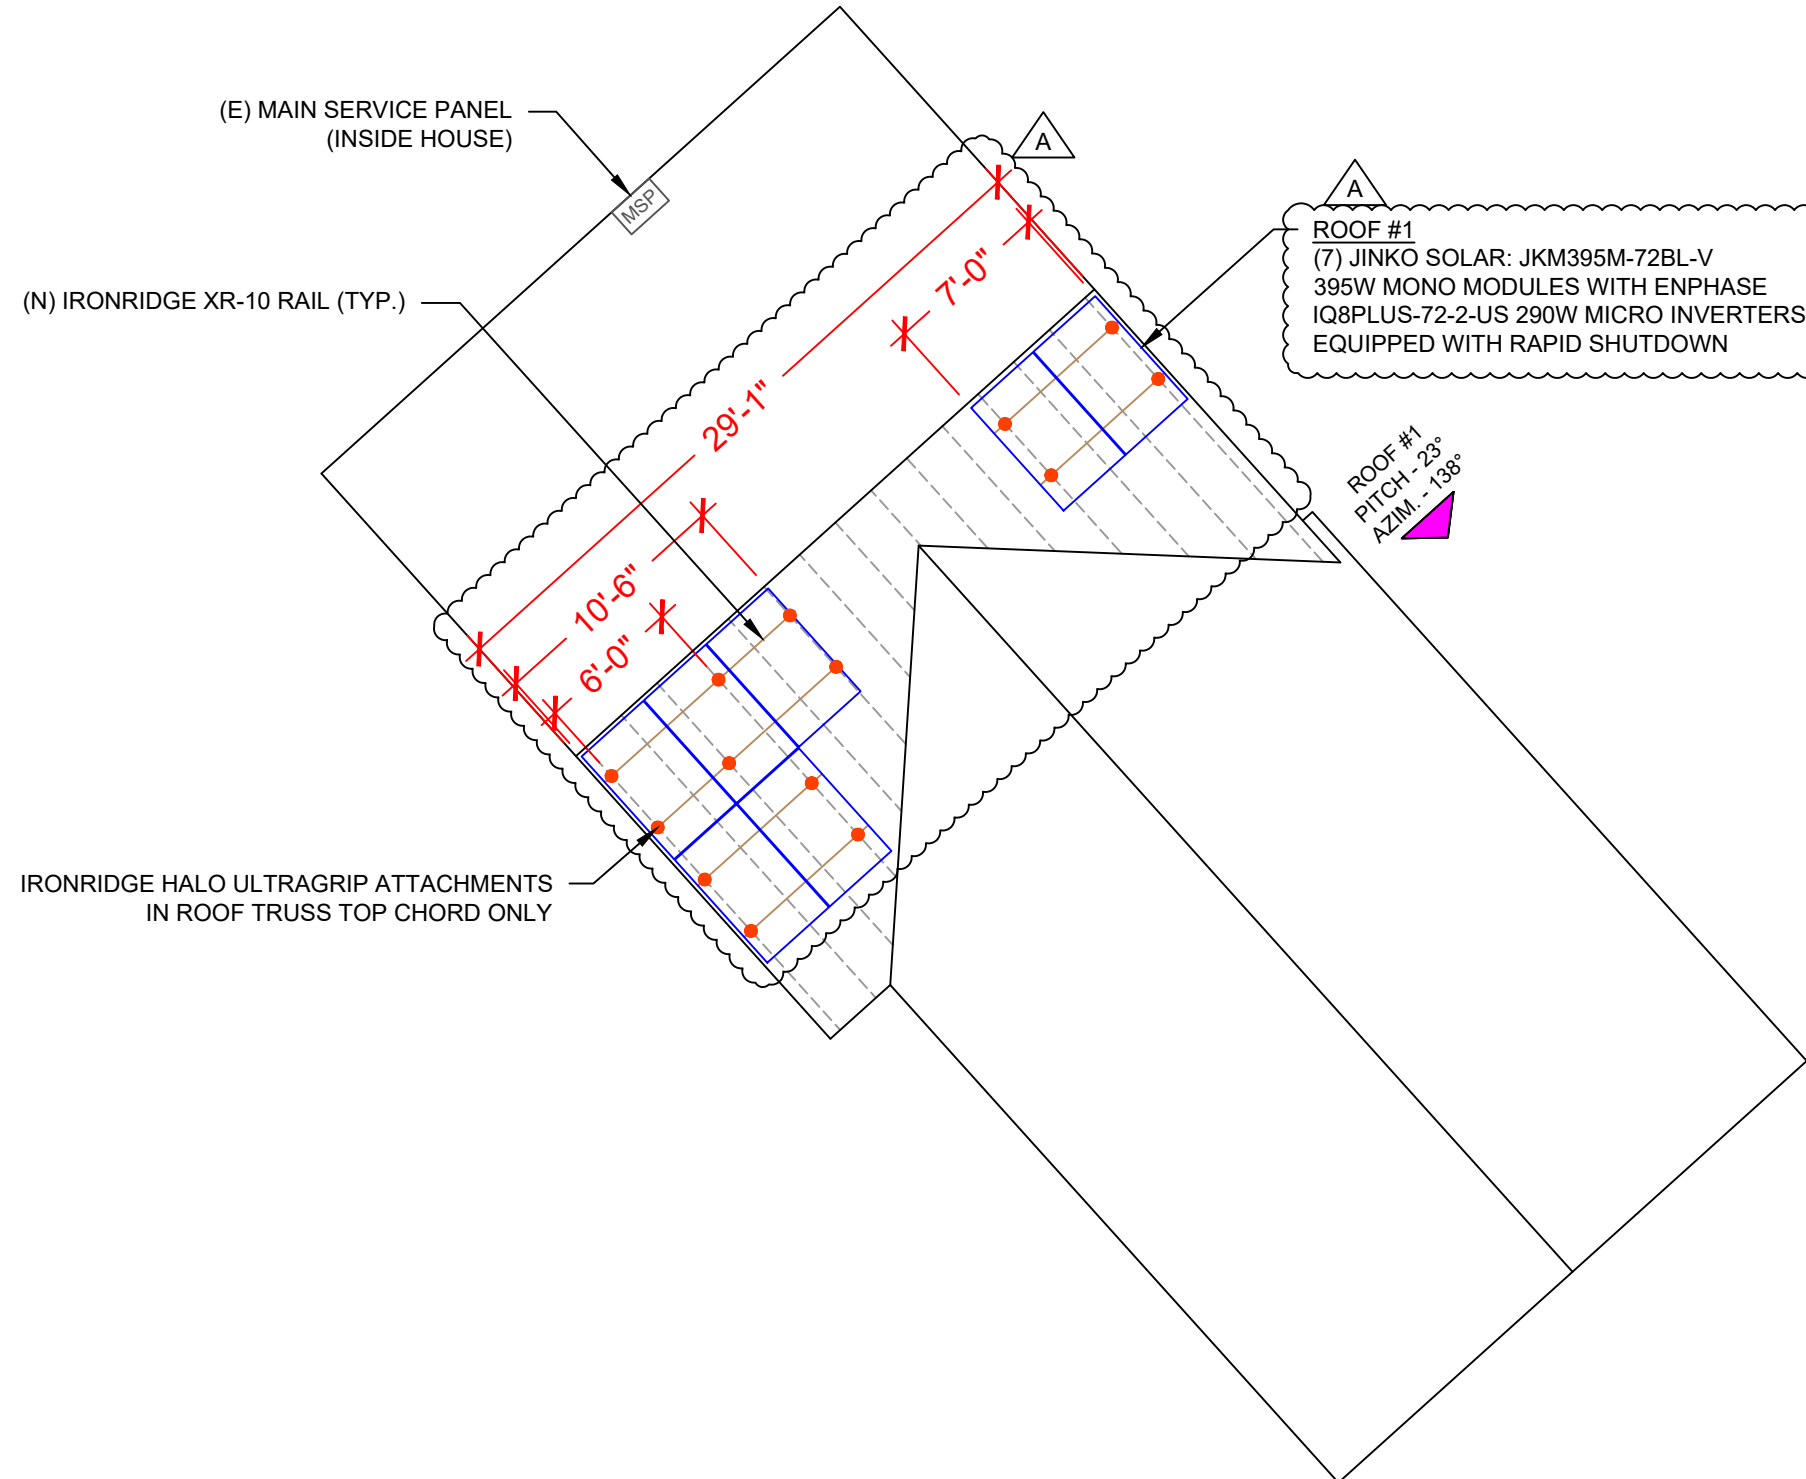 (E) MAIN SERVICE PANEL
(INSIDE HOUSE)
MSP
A
A
ROOF #1
(7) JINKO SOLAR: JKM395M-72BL-V
395W MONO MODULES WITH ENPHASE
IQ8PLUS-72-2-US 290W MICRO INVERTERS
EQUIPPED WITH RAPID SHUTDOWN
(N) IRONRIDGE XR-10 RAIL (TYP.)
7'-0"
29'-1"
10'-6"
6'-0"
ROOF #1
PITCH - 23°
AZIM. - 138°
IRONRIDGE HALO ULTRAGRIP ATTACHMENTS
IN ROOF TRUSS TOP CHORD ONLY